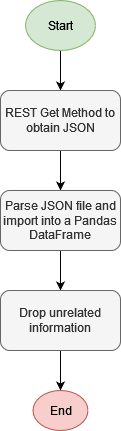 Start
REST Get Method to
obtain JSON
Parse JSON file and
import into a Pandas
DataFrame
Drop unrelated
information
End